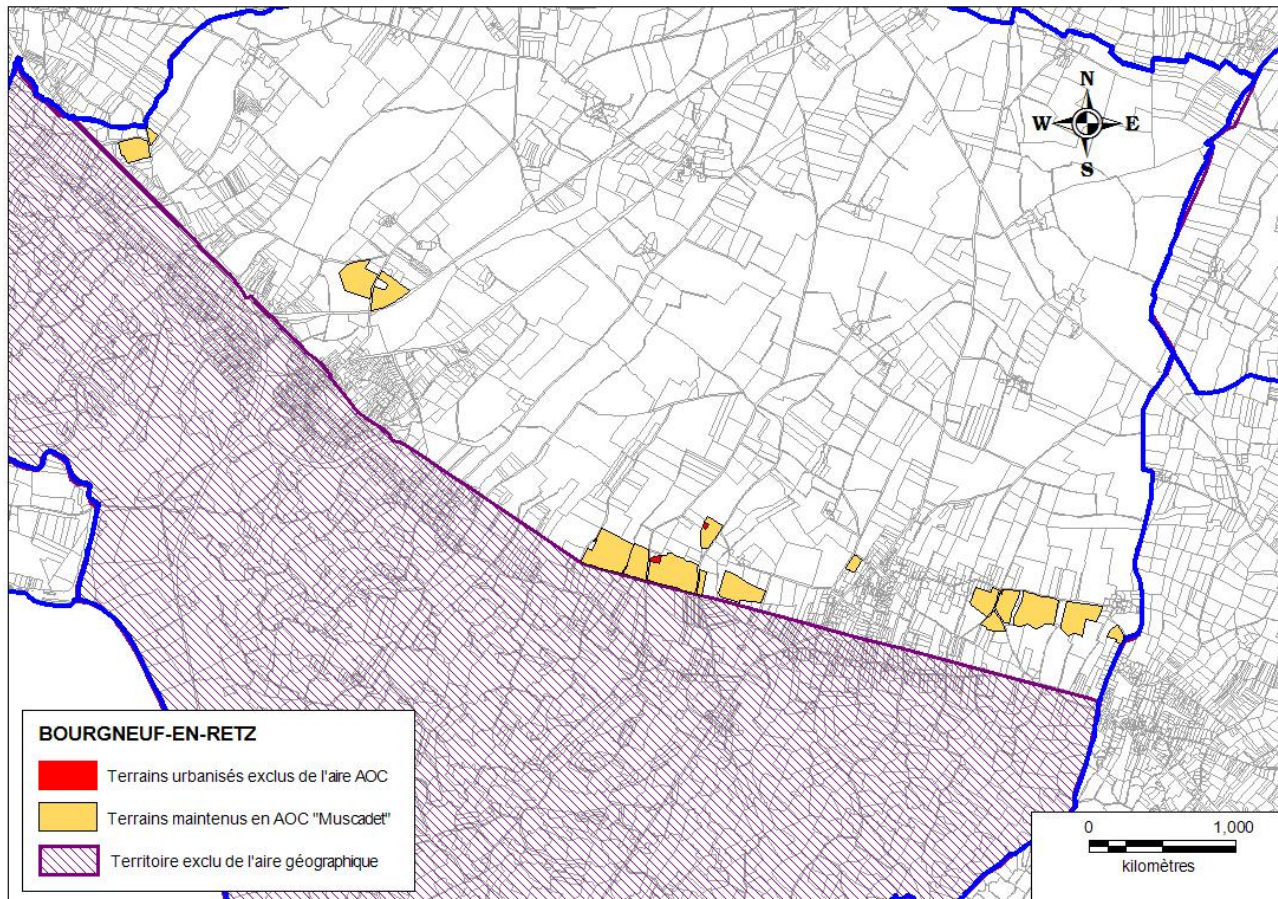 N
W
E
S
BOURGNEUF-EN-RETZ
Terrains urbanisés exclus de l'aire AOC
Terrains maintenus en AOC "Muscadet"
Territoire exclu de l'aire géographique
0
1,000
kilomètres